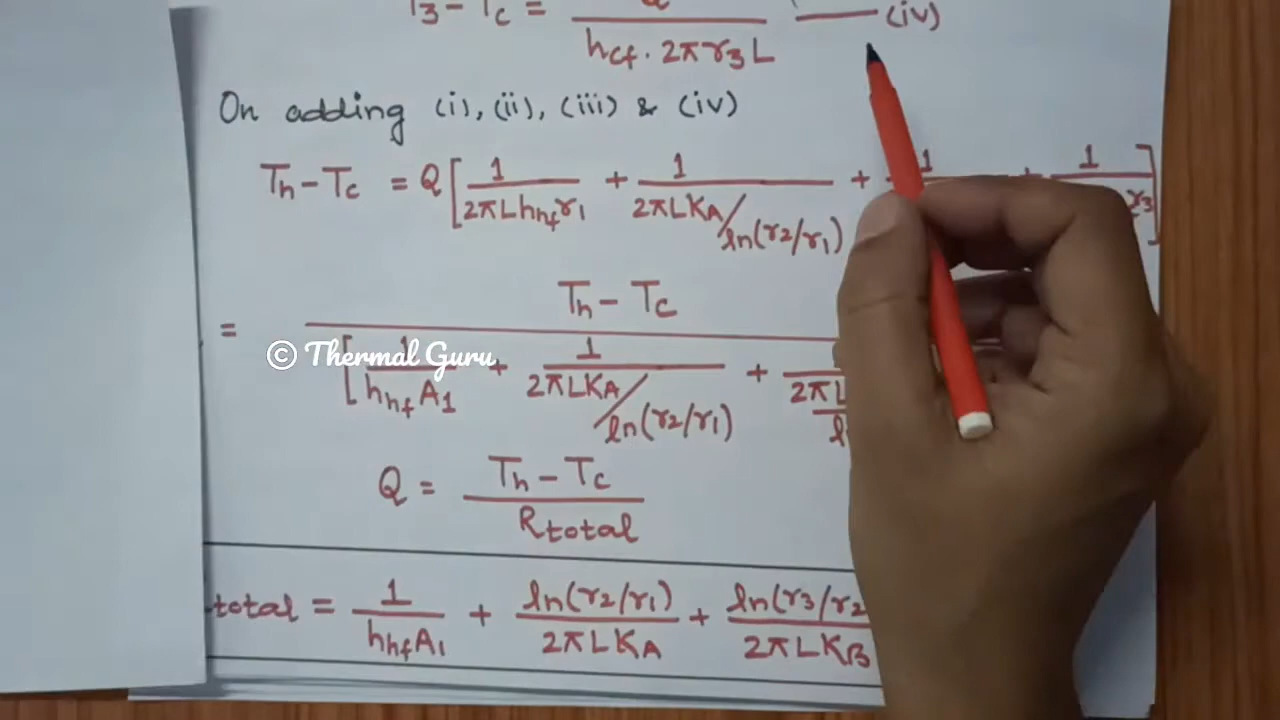 T3 - Tc = Q / hcf . 2πr3L (iv)
On adding (i), (ii), (iii) & (iv)
Th - Tc = Q [ 1 / 2πLhhf r1 + 1 / 2πLKA/ln(r2/r1) + 1 + 1 / r3 ]
= Th - Tc / [ 1 / hhf A1 + 1 / 2πLKA/ln(r2/r1) + 2πL
© Thermal Guru
Q = Th - Tc / Rtotal
total = 1 / hhf A1 + ln(r2/r1) / 2πLKA + ln(r3/r2 / 2πLKB